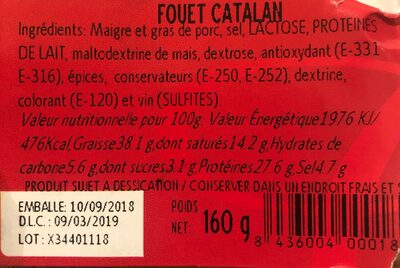 FOUET CATALAN
Ingrédients: Maigre et gras de porc, sel, LACTOSE, PROTEINES
DE LAIT, maltodextrine de maïs, dextrose, antioxydant (E-331
E-316), épices, conservateurs (E-250, E-252), dextrine,
colorant (E-120) et vin (SULFITES).
Valeur nutritionnelle pour 100g: Valeur Énergétique1976 KJ/
476Kcal,Graisse38.1 g,dont saturés14.2 g,Hydrates de
carbone5.6 g,dont sucres3.1 g,Protéines27.6 g,Sel4.7 g
PRODUIT SUJET A DESSICATION / CONSERVER DANS UN ENDROIT FRAIS ET S
EMBALLE: 10/09/2018
D.L.C. : 09/03/2019
LOT : X34401118
POIDS
NET: 160 g
8 436004 00018